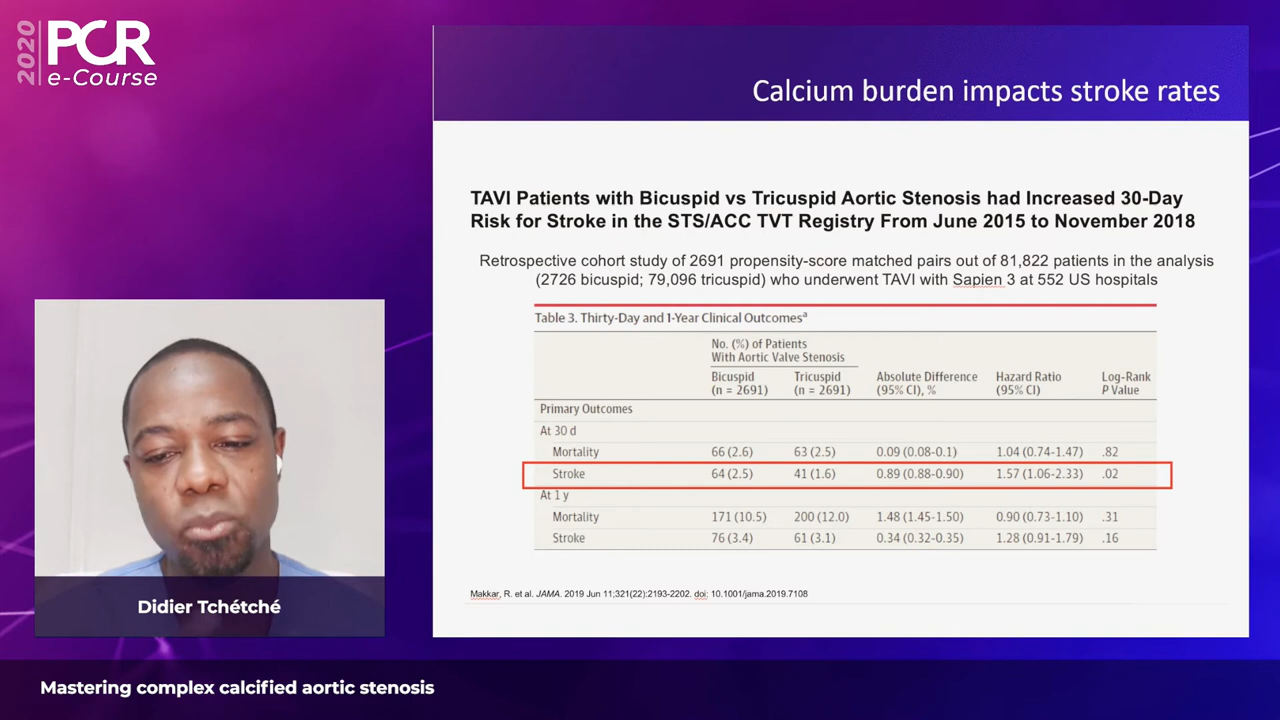 2020
PCR
e-Course
Calcium burden impacts stroke rates
TAVI Patients with Bicuspid vs Tricuspid Aortic Stenosis had Increased 30-Day
Risk for Stroke in the STS/ACC TVT Registry From June 2015 to November 2018
Retrospective cohort study of 2691 propensity-score matched pairs out of 81,822 patients in the analysis
(2726 bicuspid; 79,096 tricuspid) who underwent TAVI with Sapien 3 at 552 US hospitals
Table 3. Thirty-Day and 1-Year Clinical Outcomesª
No. (%) of Patients
With Aortic Valve Stenosis
Bicuspid Tricuspid Absolute Difference Hazard Ratio Log-Rank
(n = 2691) (n = 2691) (95% CI), % (95% CI) P Value
Primary Outcomes
At 30 d
Mortality 66 (2.6) 63 (2.5) 0.09 (0.08-0.1) 1.04 (0.74-1.47) .82
Stroke 64 (2.5) 41 (1.6) 0.89 (0.88-0.90) 1.57 (1.06-2.33) .02
At 1 y
Mortality 171 (10.5) 200 (12.0) 1.48 (1.45-1.50) 0.90 (0.73-1.10) .31
Stroke 76 (3.4) 61 (3.1) 0.34 (0.32-0.35) 1.28 (0.91-1.79) .16
Makkar, R. et al. JAMA. 2019 Jun 11;321(22):2193-2202. doi: 10.1001/jama.2019.7108
Didier Tchétché
Mastering complex calcified aortic stenosis